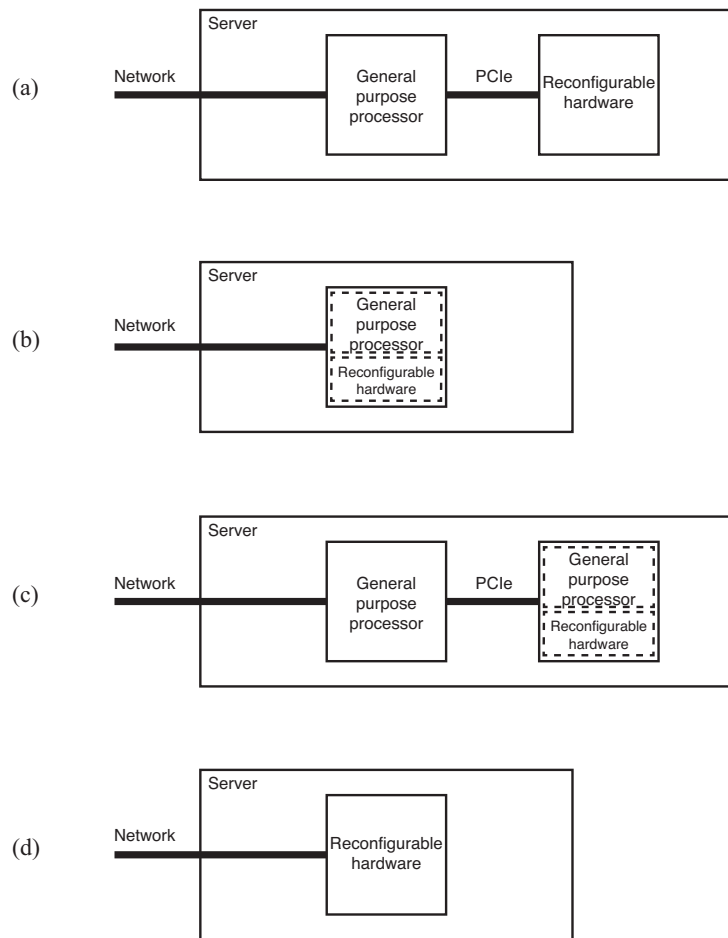 (a)
Server
Network
General
purpose
processor
PCIe
Reconfigurable
hardware
(b)
Server
Network
General
purpose
processor
Reconfigurable
hardware
(c)
Server
Network
General
purpose
processor
PCIe
General
purpose
processor
Reconfigurable
hardware
(d)
Server
Network
Reconfigurable
hardware